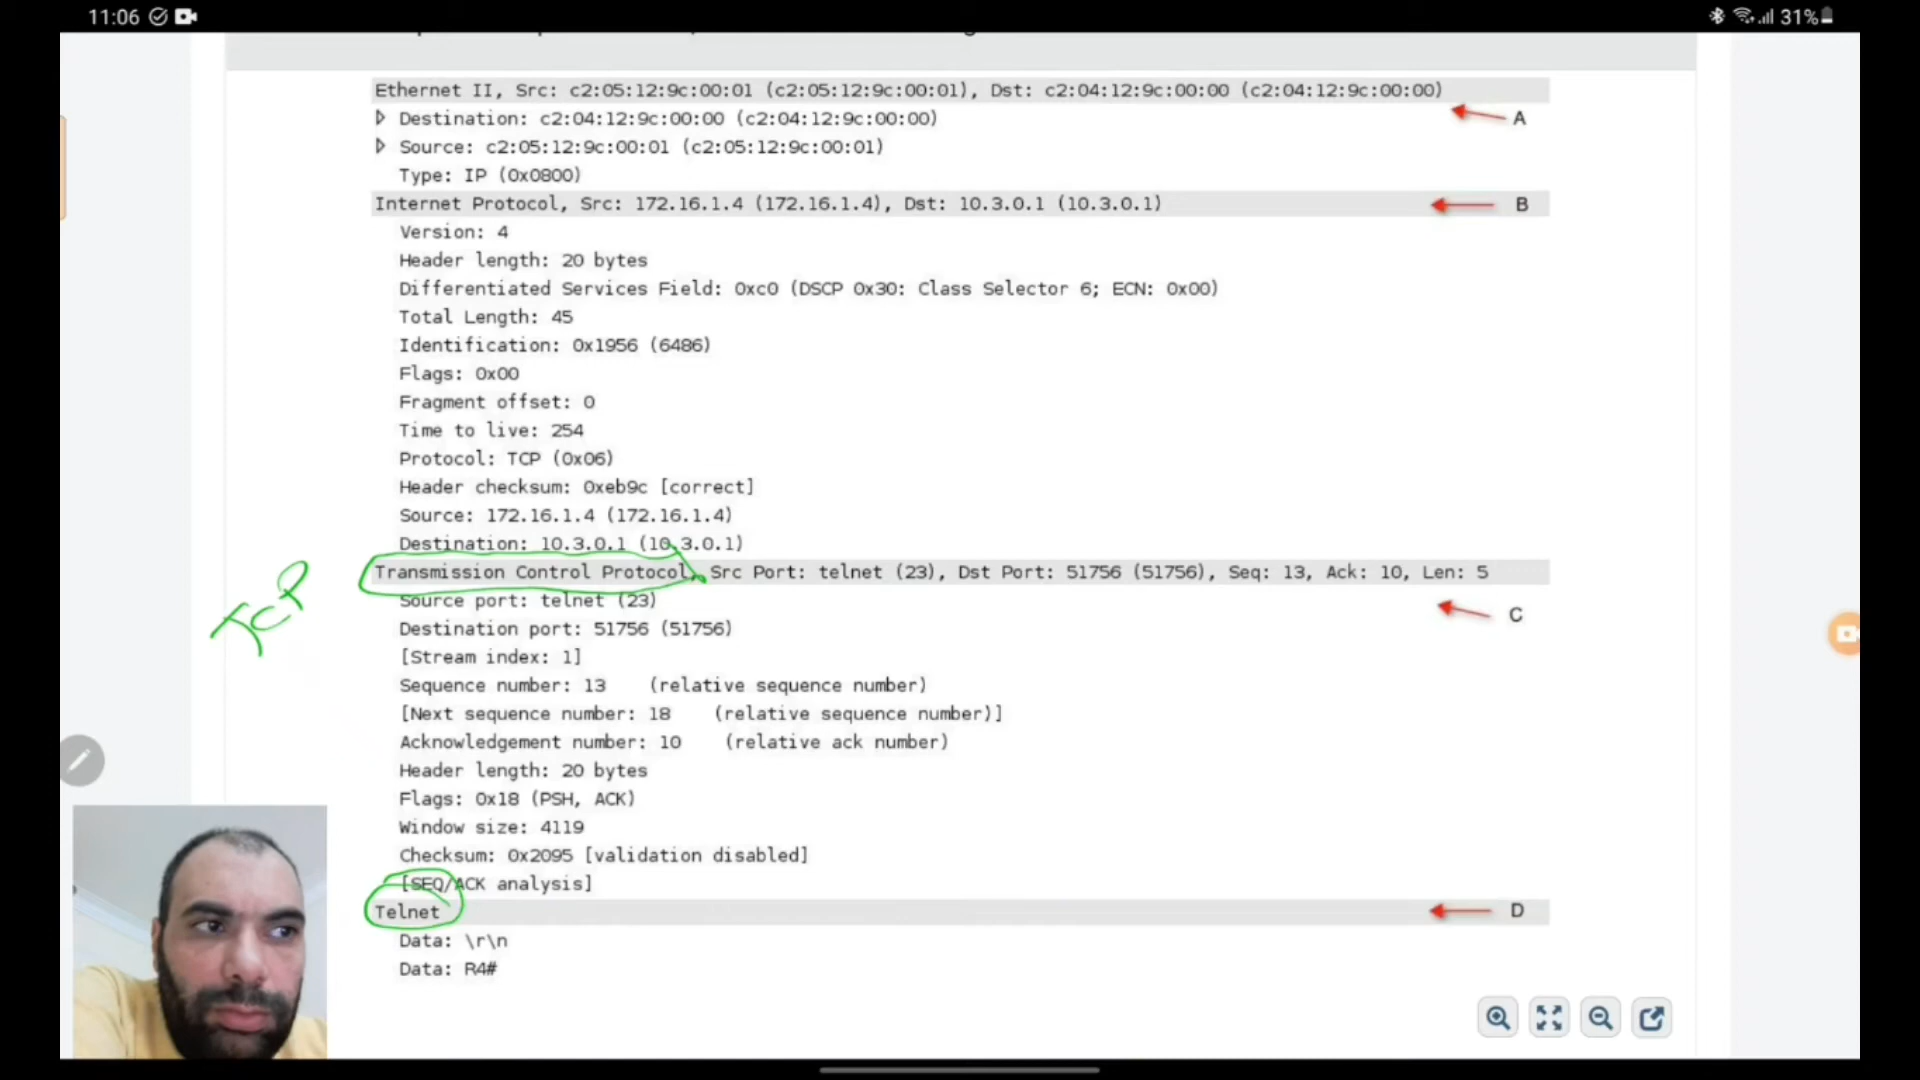 11:06
31%
Ethernet II, Src: c2:05:12:9c:00:01 (c2:05:12:9c:00:01), Dst: c2:04:12:9c:00:00 (c2:04:12:9c:00:00)
Destination: c2:04:12:9c:00:00 (c2:04:12:9c:00:00)
A
Source: c2:05:12:9c:00:01 (c2:05:12:9c:00:01)
Type: IP (0x0800)
Internet Protocol, Src: 172.16.1.4 (172.16.1.4), Dst: 10.3.0.1 (10.3.0.1)
B
Version: 4
Header length: 20 bytes
Differentiated Services Field: 0xc0 (DSCP 0x30: Class Selector 6; ECN: 0x00)
Total Length: 45
Identification: 0x1956 (6486)
Flags: 0x00
Fragment offset: 0
Time to live: 254
Protocol: TCP (0x06)
Header checksum: 0xeb9c [correct]
Source: 172.16.1.4 (172.16.1.4)
Destination: 10.3.0.1 (10.3.0.1)
Transmission Control Protocol, Src Port: telnet (23), Dst Port: 51756 (51756), Seq: 13, Ack: 10, Len: 5
TCP
Source port: telnet (23)
C
Destination port: 51756 (51756)
[Stream index: 1]
Sequence number: 13 (relative sequence number)
[Next sequence number: 18 (relative sequence number)]
Acknowledgement number: 10 (relative ack number)
Header length: 20 bytes
Flags: 0x18 (PSH, ACK)
Window size: 4119
Checksum: 0x2095 [validation disabled]
[SEQ/ACK analysis]
Telnet
D
Data: \r\n
Data: R4#